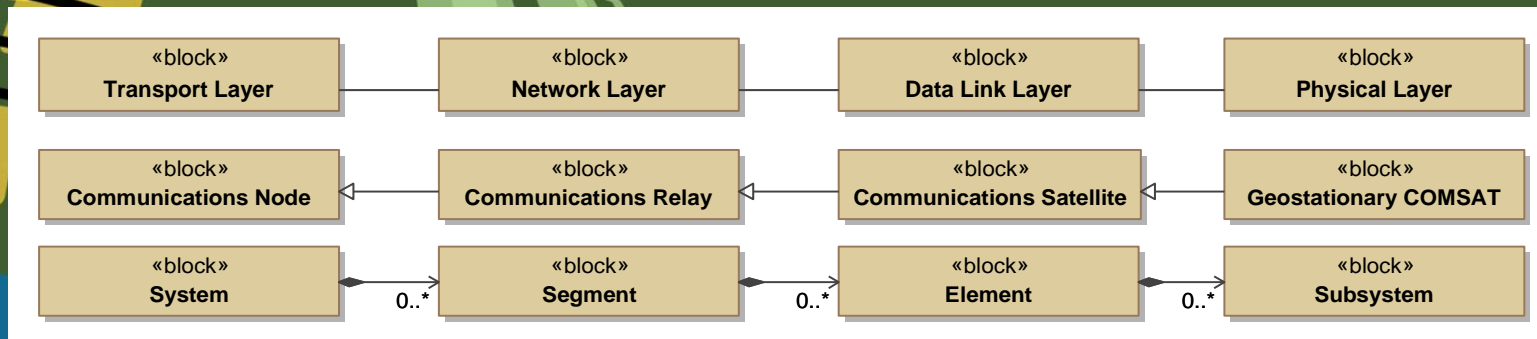 «block» «block» «block» «block»
Transport Layer Network Layer Data Link Layer Physical Layer
«block» «block» «block» «block»
Communications Node Communications Relay Communications Satellite Geostationary COMSAT
«block» «block» «block» «block»
System Segment Element Subsystem
0..* 0..* 0..*